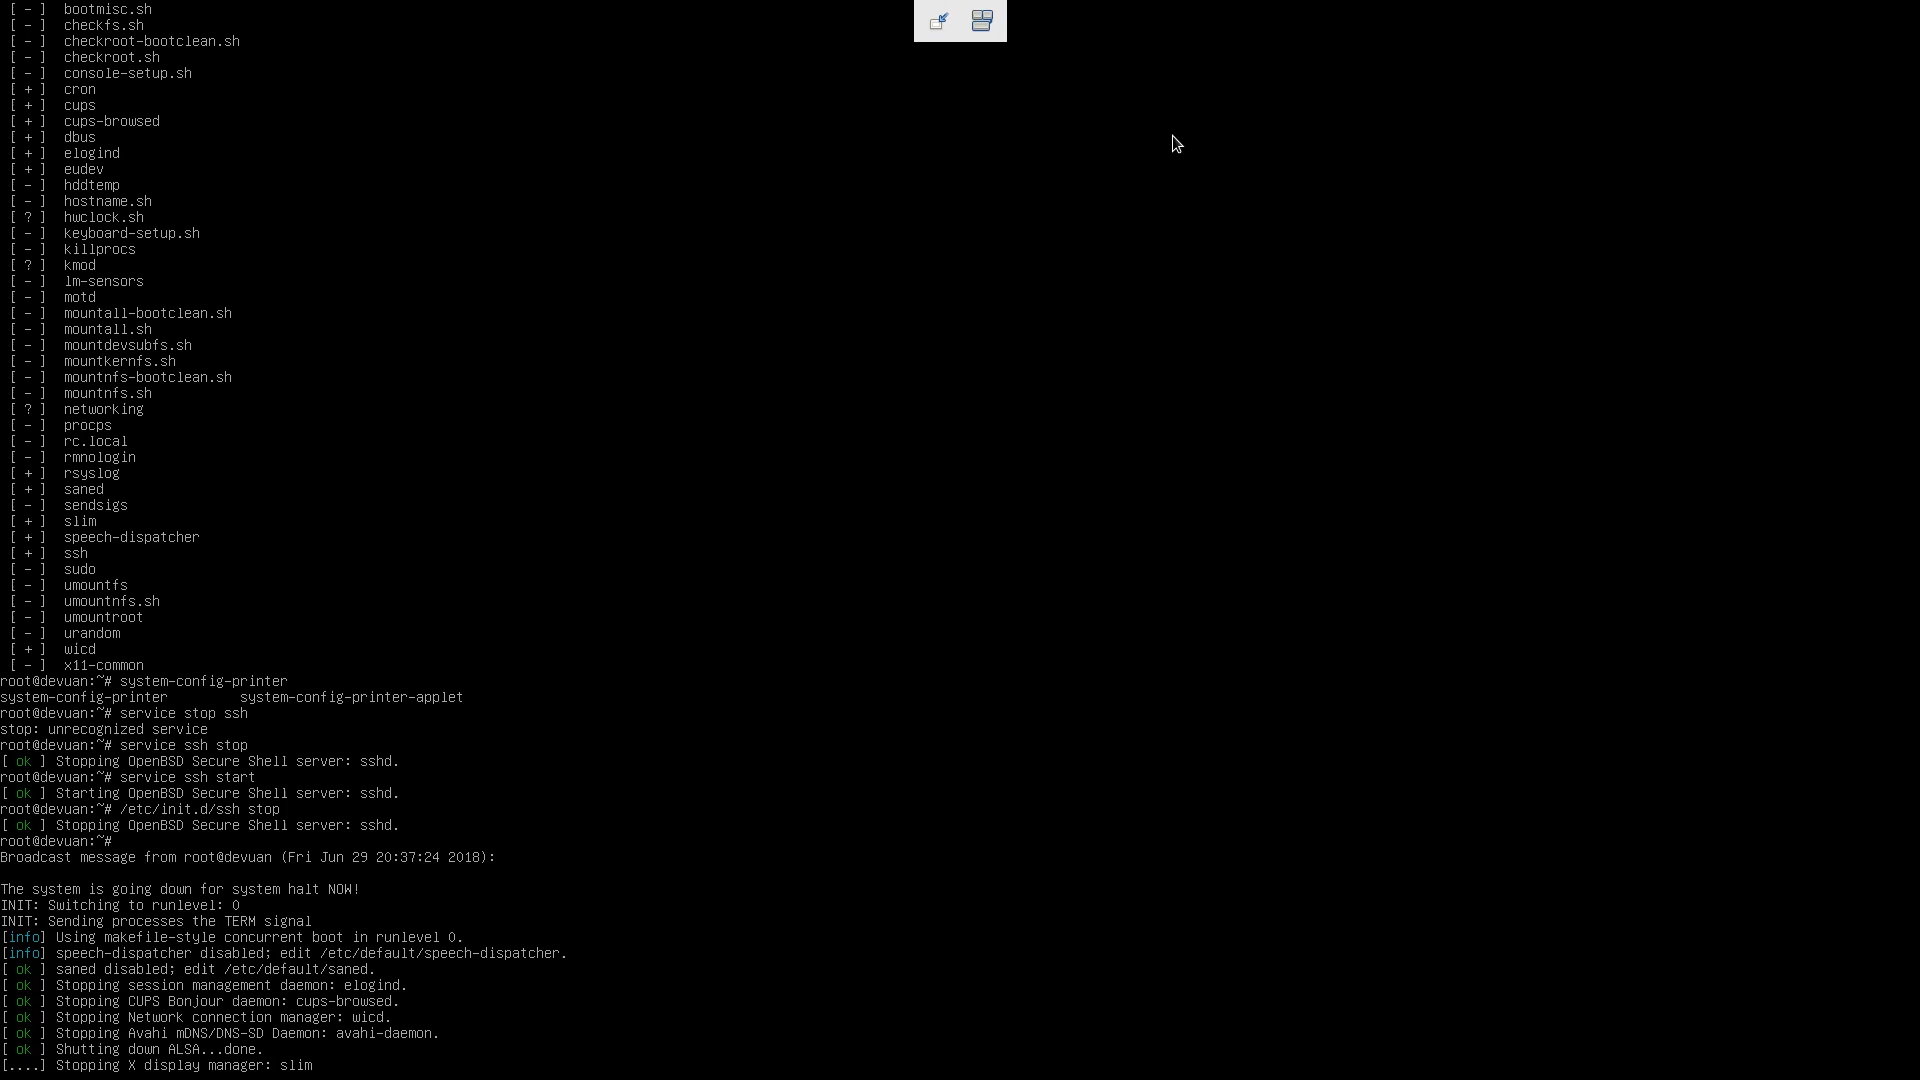 [ - ]  bootmisc.sh
[ - ]  checkfs.sh
[ - ]  checkroot-bootclean.sh
[ - ]  checkroot.sh
[ - ]  console-setup.sh
[ + ]  cron
[ + ]  cups
[ + ]  cups-browsed
[ + ]  dbus
[ + ]  elogind
[ + ]  eudev
[ - ]  hddtemp
[ - ]  hostname.sh
[ ? ]  hwclock.sh
[ - ]  keyboard-setup.sh
[ - ]  killprocs
[ ? ]  kmod
[ - ]  lm-sensors
[ - ]  motd
[ - ]  mountall-bootclean.sh
[ - ]  mountall.sh
[ - ]  mountdevsubfs.sh
[ - ]  mountkernfs.sh
[ - ]  mountnfs-bootclean.sh
[ - ]  mountnfs.sh
[ ? ]  networking
[ - ]  procps
[ - ]  rc.local
[ - ]  rmnologin
[ + ]  rsyslog
[ + ]  saned
[ - ]  sendsigs
[ + ]  slim
[ + ]  speech-dispatcher
[ + ]  ssh
[ - ]  sudo
[ - ]  umountfs
[ - ]  umountnfs.sh
[ - ]  umountroot
[ - ]  urandom
[ + ]  wicd
[ - ]  x11-common
root@devuan:~# system-config-printer
system-config-printer         system-config-printer-applet
root@devuan:~# service stop ssh
stop: unrecognized service
root@devuan:~# service ssh stop
[ ok ] Stopping OpenBSD Secure Shell server: sshd.
root@devuan:~# service ssh start
[ ok ] Starting OpenBSD Secure Shell server: sshd.
root@devuan:~# /etc/init.d/ssh stop
[ ok ] Stopping OpenBSD Secure Shell server: sshd.
root@devuan:~#
Broadcast message from root@devuan (Fri Jun 29 20:37:24 2018):
The system is going down for system halt NOW!
INIT: Switching to runlevel: 0
INIT: Sending processes the TERM signal
[info] Using makefile-style concurrent boot in runlevel 0.
[info] speech-dispatcher disabled; edit /etc/default/speech-dispatcher.
[ ok ] saned disabled; edit /etc/default/saned.
[ ok ] Stopping session management daemon: elogind.
[ ok ] Stopping CUPS Bonjour daemon: cups-browsed.
[ ok ] Stopping Network connection manager: wicd.
[ ok ] Stopping Avahi mDNS/DNS-SD Daemon: avahi-daemon.
[ ok ] Shutting down ALSA...done.
[....] Stopping X display manager: slim